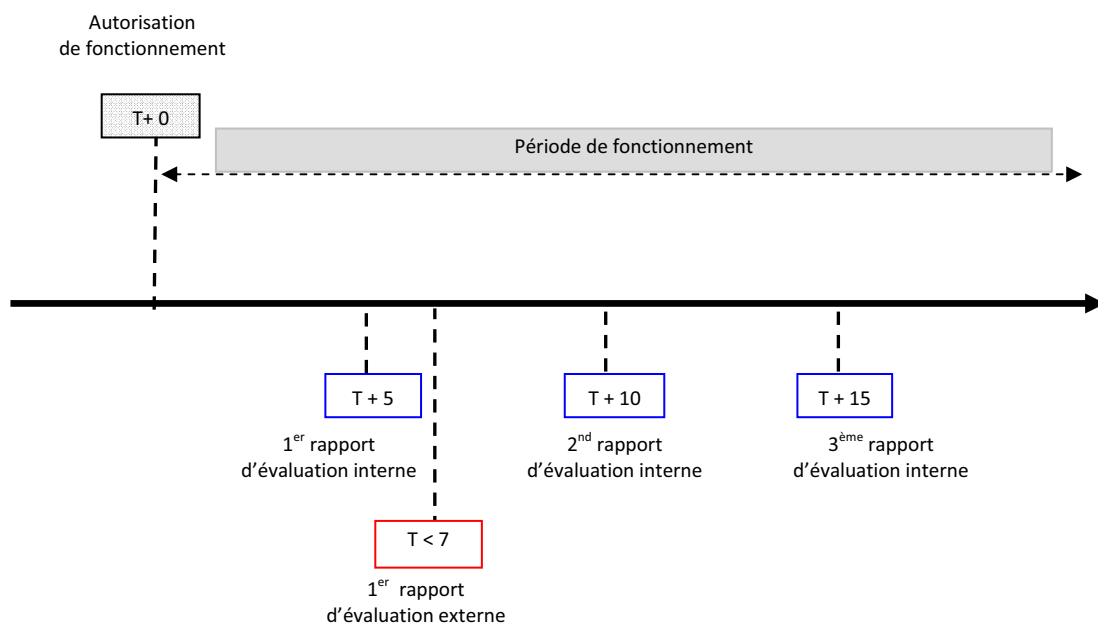 Autorisation
de fonctionnement
T+ 0
Période de fonctionnement
T + 5
T + 10
T + 15
1er rapport
d'évaluation interne
2nd rapport
d'évaluation interne
3ème rapport
d'évaluation interne
T < 7
1er rapport
d'évaluation externe